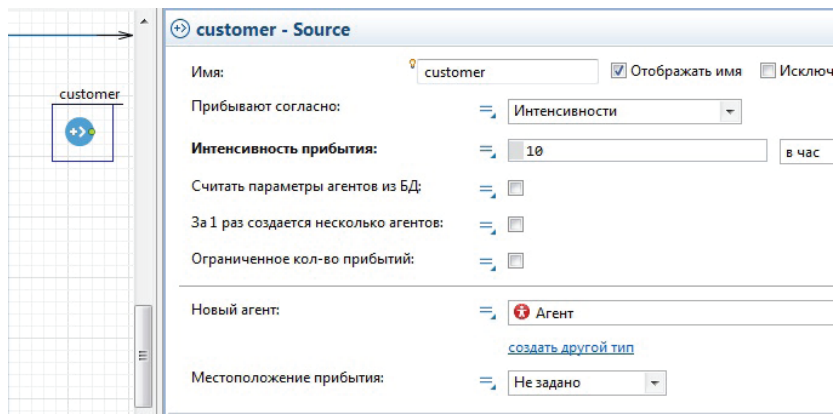 customer - Source
Имя:
customer
Отображать имя
Исключ
customer
Прибывают согласно:
Интенсивности
Интенсивность прибытия:
10
в час
Считать параметры агентов из БД:
За 1 раз создается несколько агентов:
Ограниченное кол-во прибытий:
Новый агент:
Агент
создать другой тип
Местоположение прибытия:
Не задано